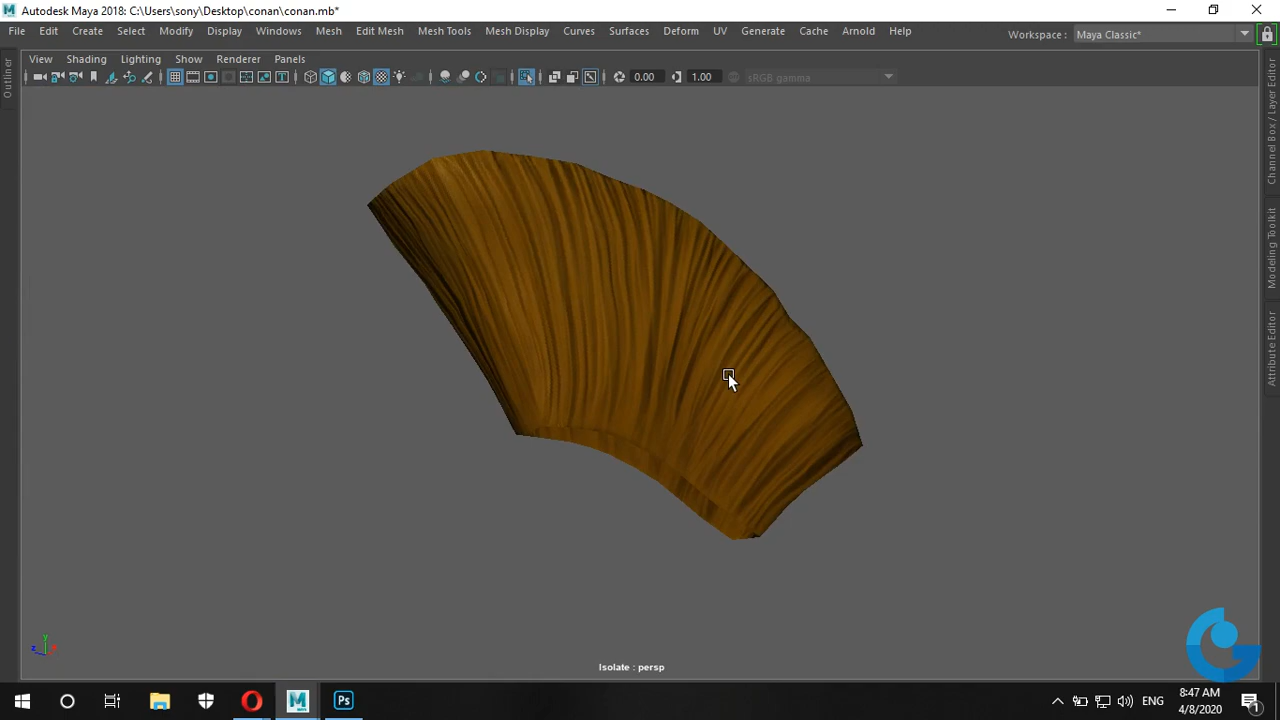 Autodesk Maya 2018: C:\Users\sony\Desktop\conan\conan.mb*
File Edit Create Select Modify Display Windows Mesh Edit Mesh Mesh Tools Mesh Display Curves Surfaces Deform UV Generate Cache Arnold Help
Workspace : Maya Classic*
View Shading Lighting Show Renderer Panels
0.00 1.00 sRGB gamma
Outliner
Channel Box / Layer Editor
Modeling Toolkit
Attribute Editor
y
z x
Isolate : persp
Ps
ENG
8:47 AM
4/8/2020
1